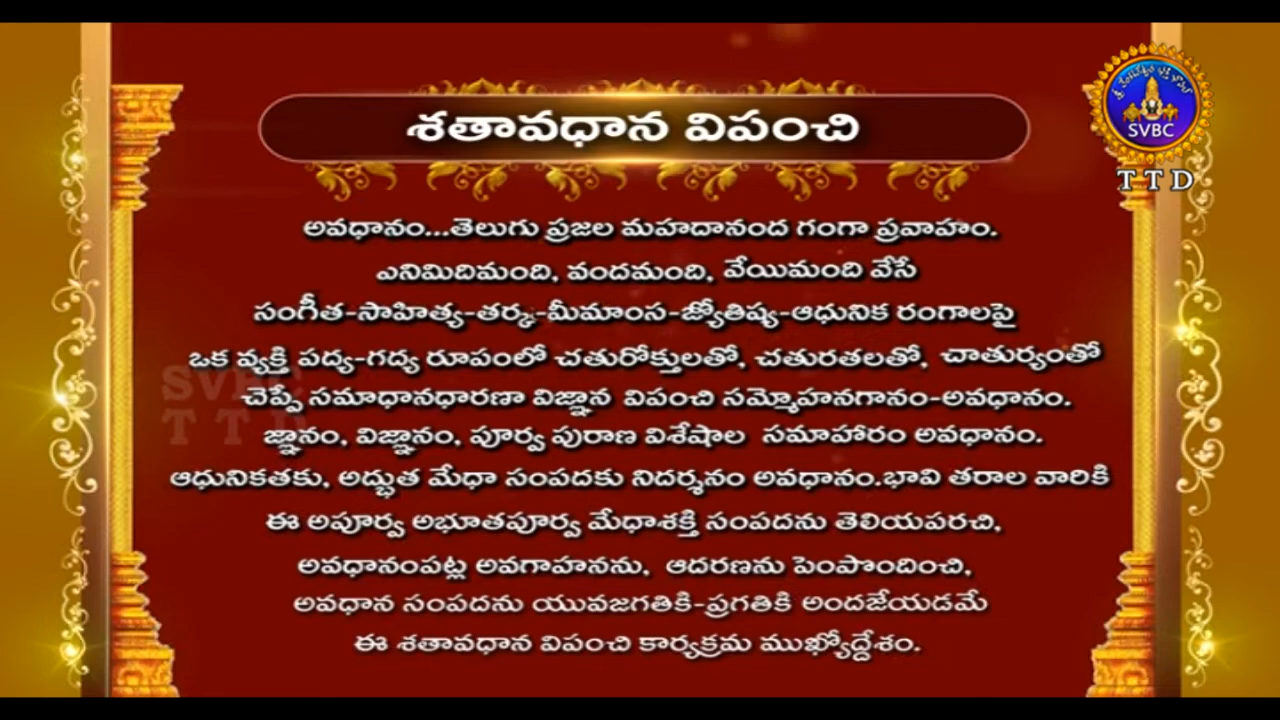 శతావధాన విపంచి
SVBC
T T D
అవధానం...తెలుగు ప్రజల మహదానంద గంగా ప్రవాహం.
ఎనిమిదిమంది, వందమంది, వేయిమంది వేసే
సంగీత-సాహిత్య-తర్క-మీమాంస-జ్యోతిష్య-ఆధునిక రంగాలపై
ఒక వ్యక్తి పద్య-గద్య రూపంలో చతురోక్తులతో, చతురతలతో, చాతుర్యంతో
చెప్పే సమాధానధారణా విజ్ఞాన విపంచి సమ్మోహనగానం-అవధానం.
జ్ఞానం, విజ్ఞానం, పూర్వ పురాణ విశేషాల సమాహారం అవధానం.
ఆధునికతకు, అద్భుత మేధా సంపదకు నిదర్శనం అవధానం.భావి తరాల వారికి
ఈ అపూర్వ అభూతపూర్వ మేధాశక్తి సంపదను తెలియపరచి,
అవధానంపట్ల అవగాహనను, ఆదరణను పెంపొందించి,
అవధాన సంపదను యువజగతికి-ప్రగతికి అందజేయడమే
ఈ శతావధాన విపంచి కార్యక్రమ ముఖ్యోద్దేశం.
SVBC
T T D